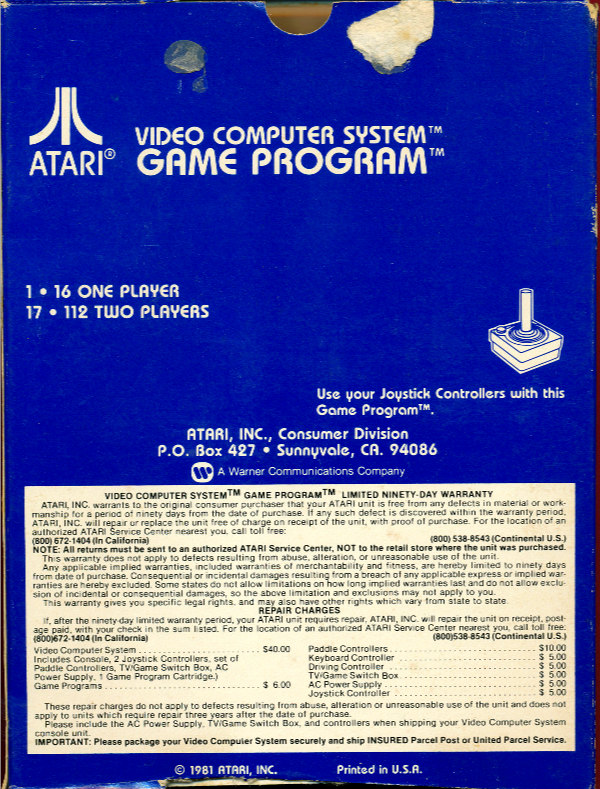 ATARI®
VIDEO COMPUTER SYSTEM™
GAME PROGRAM™
1 • 16 ONE PLAYER
17 • 112 TWO PLAYERS
Use your Joystick Controllers with this
Game Program™.
ATARI, INC., Consumer Division
P.O. Box 427 • Sunnyvale, CA. 94086
A Warner Communications Company
VIDEO COMPUTER SYSTEM™ GAME PROGRAM™ LIMITED NINETY-DAY WARRANTY
ATARI, INC. warrants to the original consumer purchaser that your ATARI unit is free from any defects in material or work-
manship for a period of ninety days from the date of purchase. If any such defect is discovered within the warranty period,
ATARI, INC. will repair or replace the unit free of charge on receipt of the unit, with proof of purchase. For the location of an
authorized ATARI Service Center nearest you, call toll free:
(800) 672-1404 (In California) (800) 538-8543 (Continental U.S.)
NOTE: All returns must be sent to an authorized ATARI Service Center, NOT to the retail store where the unit was purchased.
This warranty does not apply to defects resulting from abuse, alteration, or unreasonable use of the unit.
Any applicable implied warranties, included warranties of merchantability and fitness, are hereby limited to ninety days
from date of purchase. Consequential or incidental damages resulting from a breach of any applicable express or implied war-
ranties are hereby excluded. Some states do not allow limitations on how long implied warranties last and do not allow exclu-
sion of incidental or consequential damages, so the above limitation and exclusions may not apply to you.
This warranty gives you specific legal rights, and may also have other rights which vary from state to state.
REPAIR CHARGES
If, after the ninety-day limited warranty period, your ATARI unit requires repair, ATARI, INC. will repair the unit on receipt, post-
age paid, with your check in the sum listed. For the location of an authorized ATARI Service Center nearest you, call toll free:
(800)672-1404 (In California) (800)538-8543 (Continental U.S.)
Video Computer System . . . . . . . . . . . . . . . . . . . . $40.00
Includes Console, 2 Joystick Controllers, set of
Paddle Controllers, TV/Game Switch Box, AC
Power Supply, 1 Game Program Cartridge.)
Game Programs . . . . . . . . . . . . . . . . . . . . . . . . . . $ 6.00
Paddle Controllers . . . . . . . . . . . . . . . . . . . . $10.00
Keyboard Controller . . . . . . . . . . . . . . . . . . . $ 5.00
Driving Controller . . . . . . . . . . . . . . . . . . . . $ 5.00
TV/Game Switch Box . . . . . . . . . . . . . . . . . . . $ 5.00
AC Power Supply . . . . . . . . . . . . . . . . . . . . . $ 5.00
Joystick Controller . . . . . . . . . . . . . . . . . . . $ 5.00
These repair charges do not apply to defects resulting from abuse, alteration or unreasonable use of the unit and does not
apply to units which require repair three years after the date of purchase.
Please include the AC Power Supply, TV/Game Switch Box, and controllers when shipping your Video Computer System
console unit.
IMPORTANT: Please package your Video Computer System securely and ship INSURED Parcel Post or United Parcel Service.
© 1981 ATARI, INC. Printed in U.S.A.